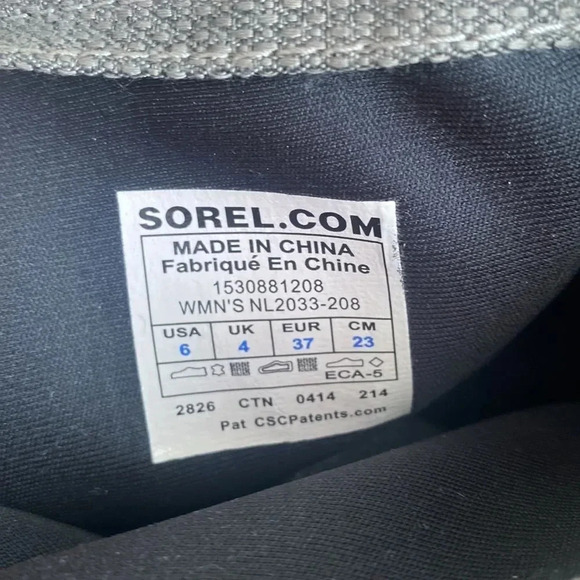 SOREL.COM
MADE IN CHINA
Fabriqué En Chine
1530881208
WMN'S NL2033-208
USA UK EUR CM
6 4 37 23
ECA-5
2826 CTN 0414 214
Pat CSCPatents.com